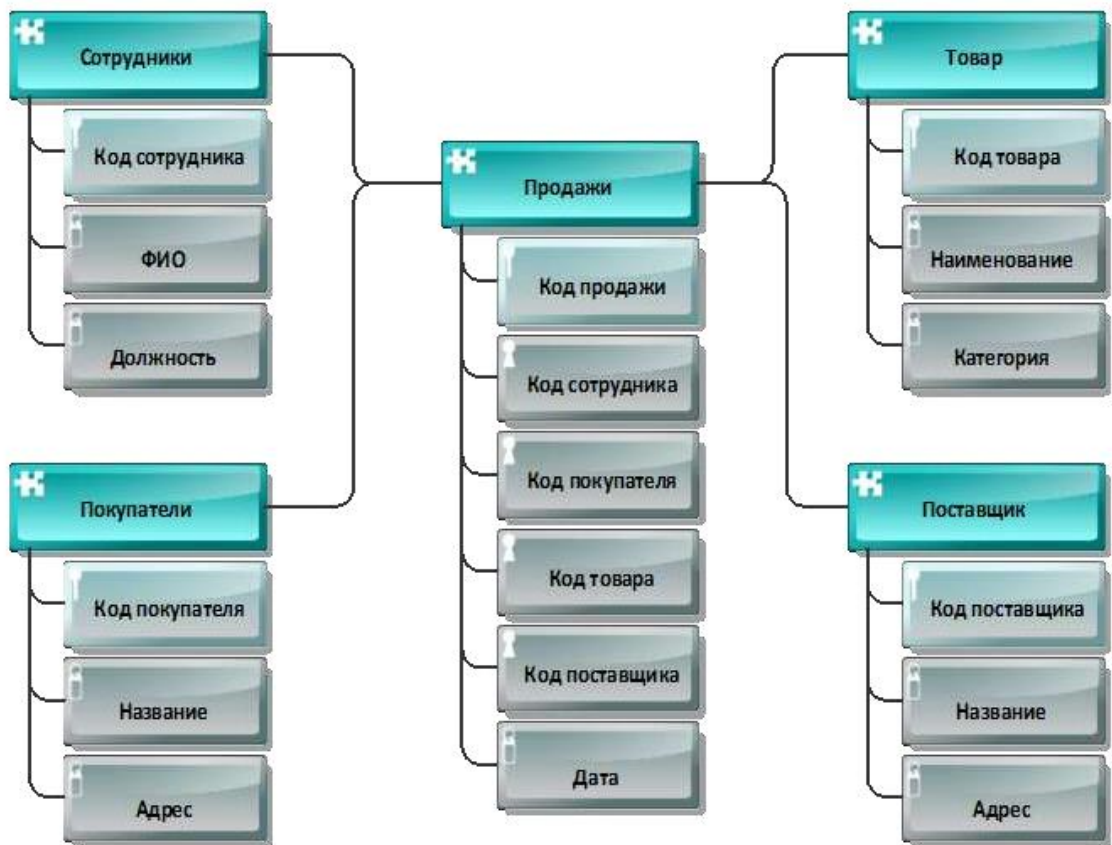 Сотрудники
Код сотрудника
ФИО
Должность
Покупатели
Код покупателя
Название
Адрес
Продажи
Код продажи
Код сотрудника
Код покупателя
Код товара
Код поставщика
Дата
Товар
Код товара
Наименование
Категория
Поставщик
Код поставщика
Название
Адрес